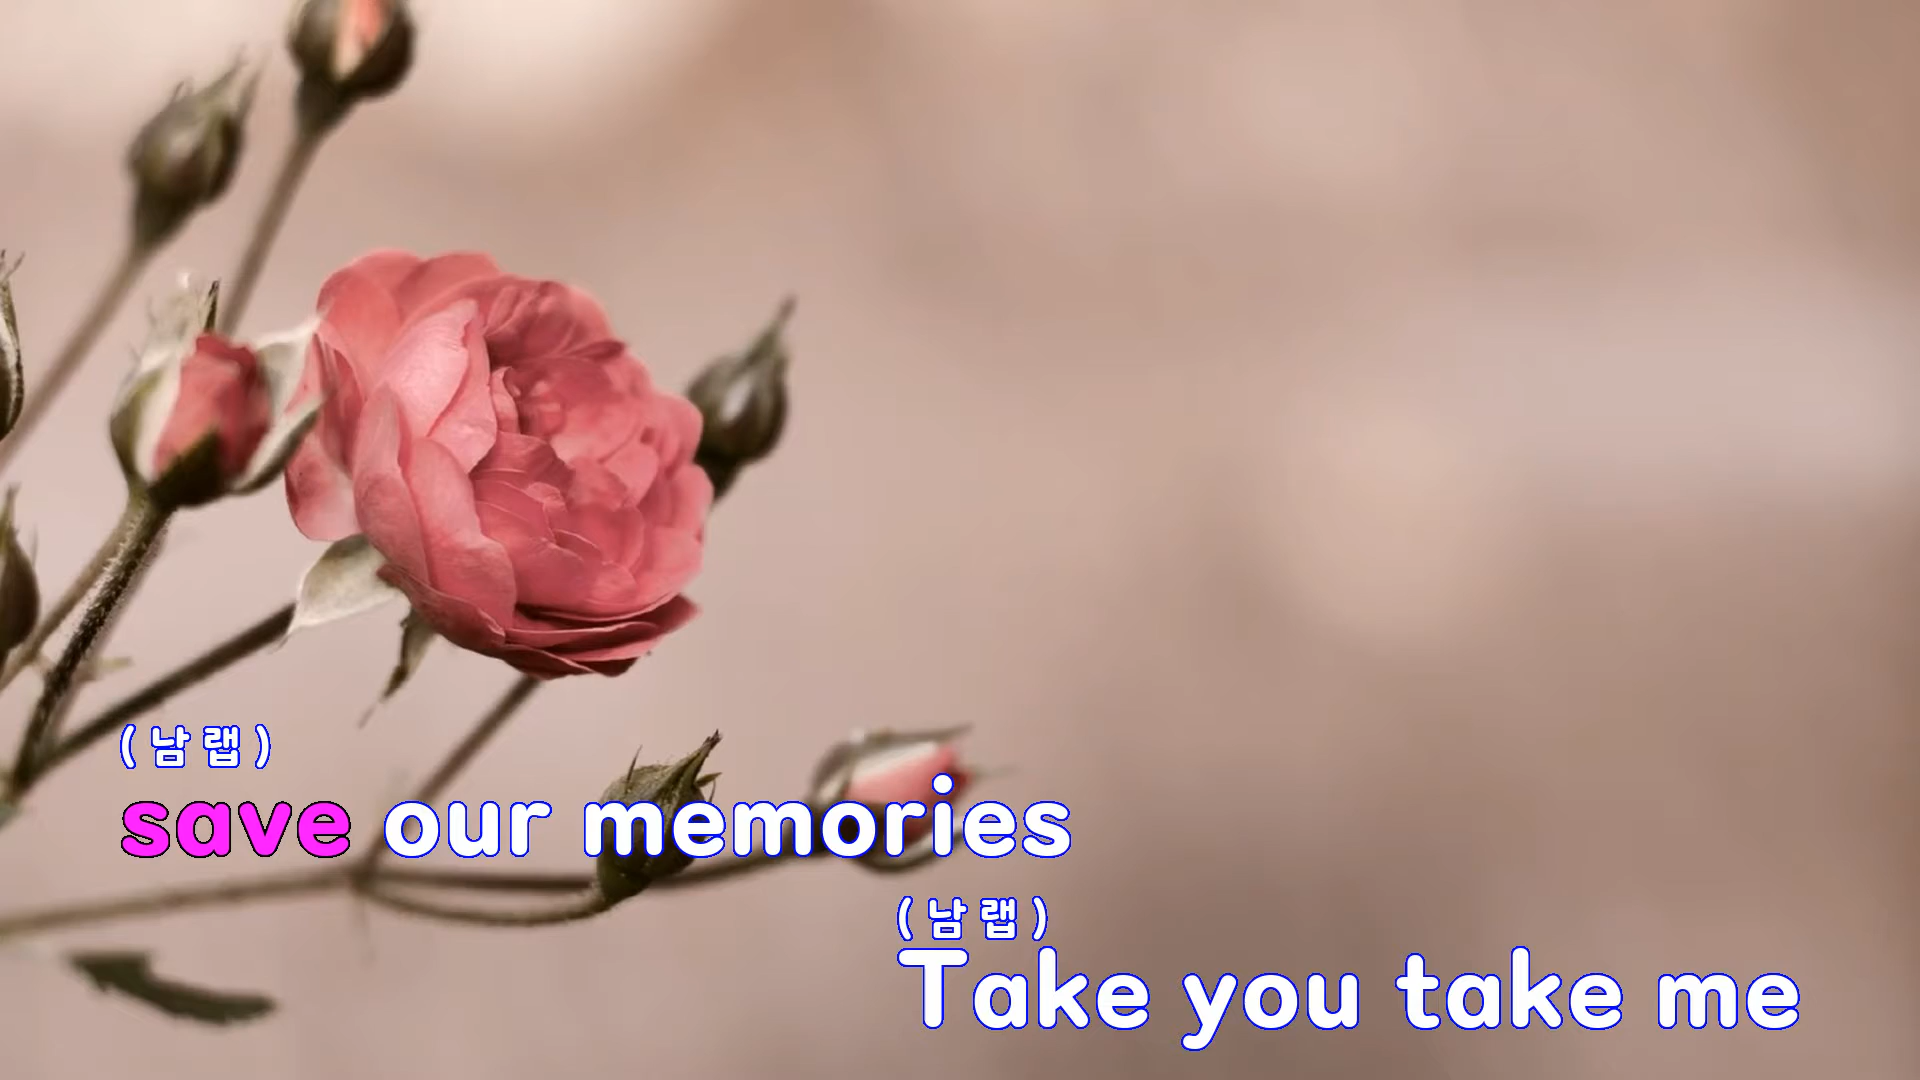 ( 남 랩 )
save our memories
( 남 랩 )
Take you take me